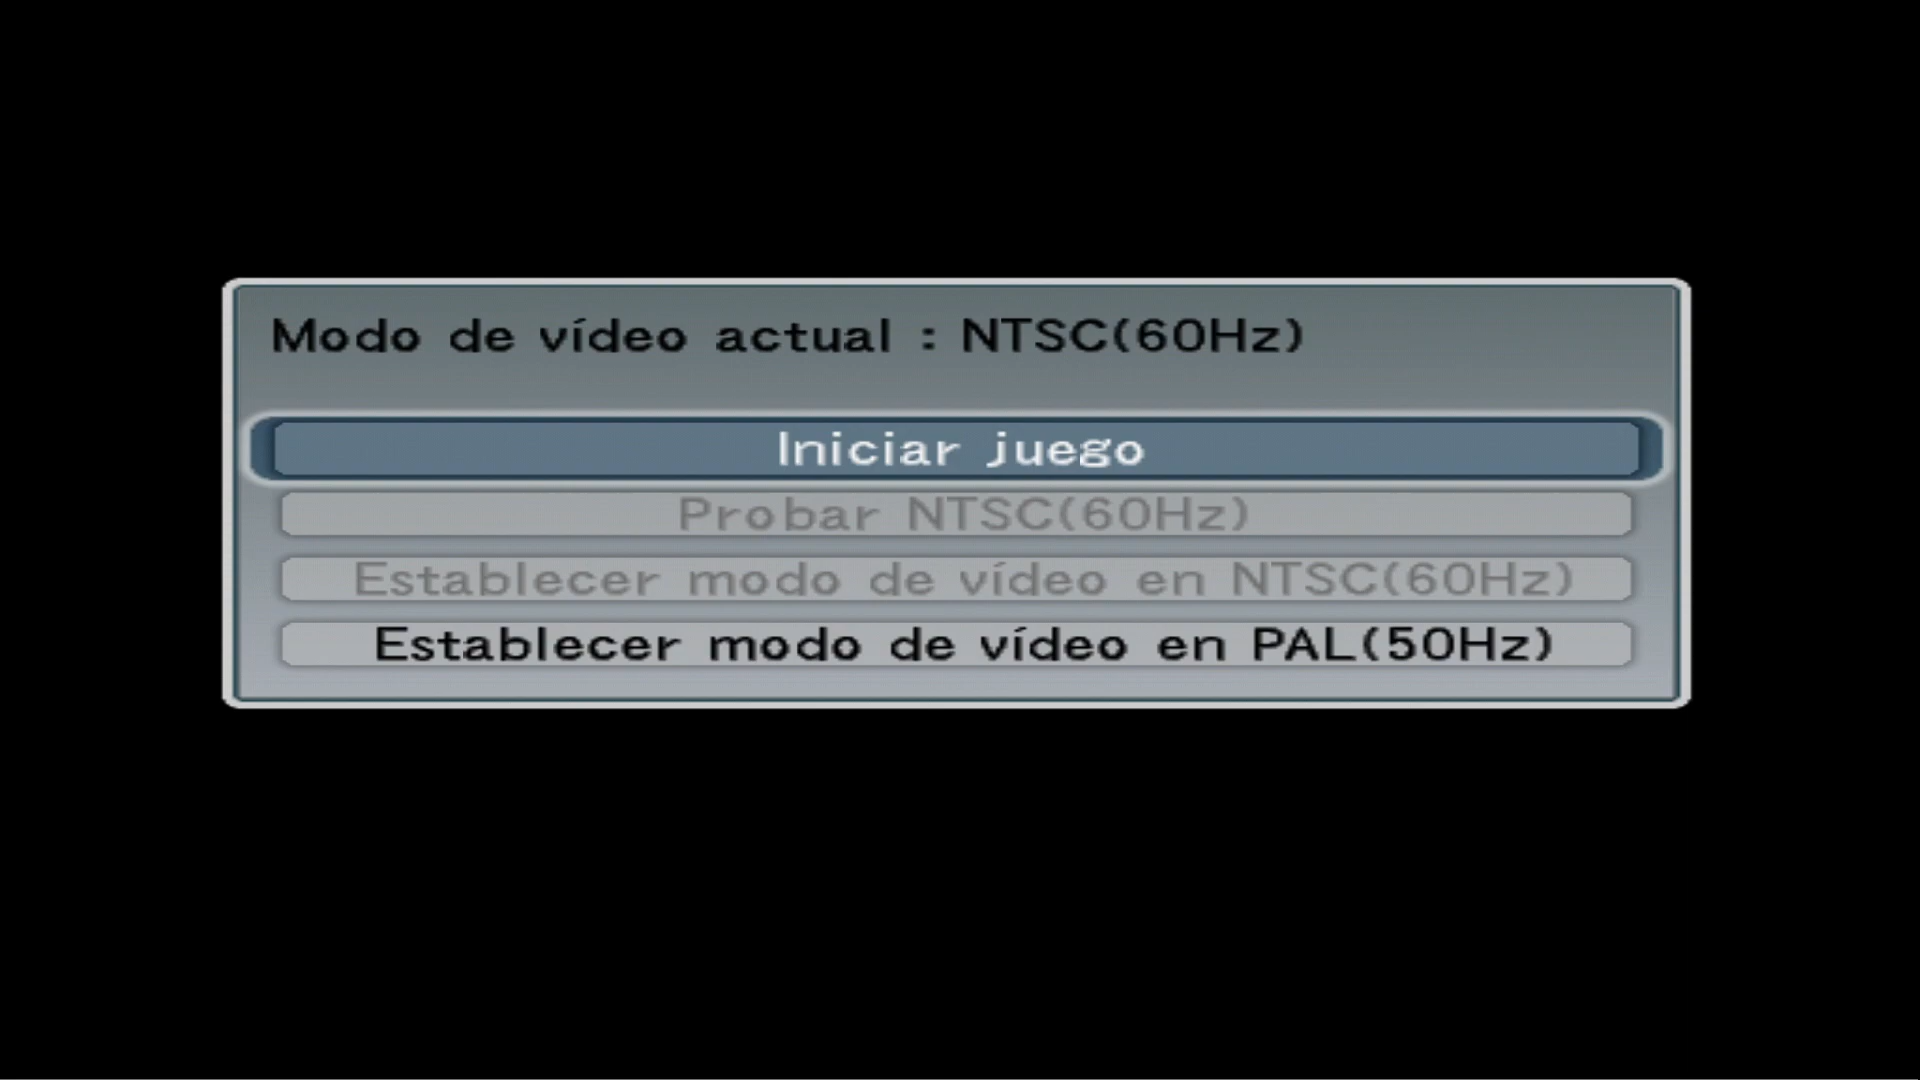 Modo de vídeo actual : NTSC(60Hz)
Iniciar juego
Probar NTSC(60Hz)
Establecer modo de vídeo en NTSC(60Hz)
Establecer modo de vídeo en PAL(50Hz)